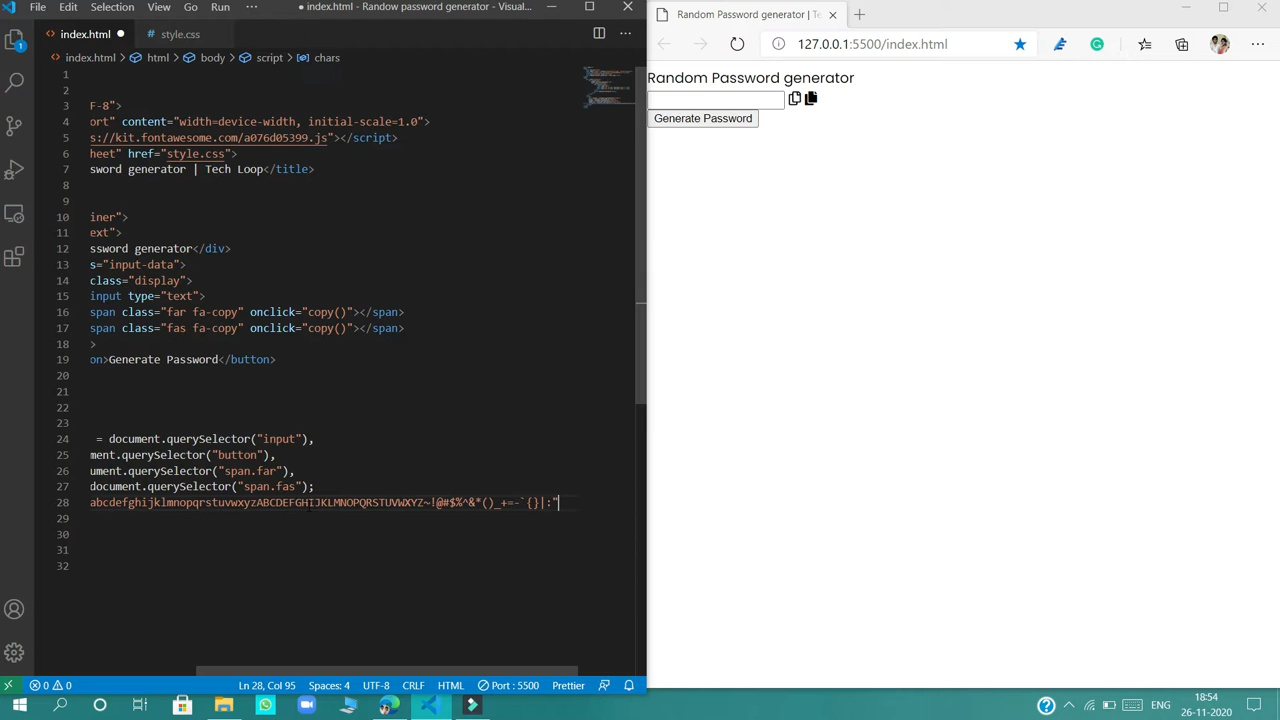 File Edit Selection View Go Run ··· ● index.html - Randow password generator - Visual...
index.html ● # style.css
index.html > html > body > script > chars
1
2
3 F-8">
4 ort" content="width=device-width, initial-scale=1.0">
5 s://kit.fontawesome.com/a076d05399.js"></script>
6 heet" href="style.css">
7 sword generator | Tech Loop</title>
8
9
10 iner">
11 ext">
12 ssword generator</div>
13 s="input-data">
14 class="display">
15 input type="text">
16 span class="far fa-copy" onclick="copy()"></span>
17 span class="fas fa-copy" onclick="copy()"></span>
18 >
19 on>Generate Password</button>
20
21
22
23
24 = document.querySelector("input"),
25 ment.querySelector("button"),
26 ument.querySelector("span.far"),
27 document.querySelector("span.fas");
28 abcdefghijklmnopqrstuvwxyzABCDEFGHIJKLMNOPQRSTUVWXYZ~!@#$%^&*()_+=-`{}|:"
29
30
31
32
1
0 0 Ln 28, Col 95 Spaces: 4 UTF-8 CRLF HTML Port : 5500 Prettier
Random Password generator | Te
127.0.0.1:5500/index.html
Random Password generator
Generate Password
ENG
18:54
26-11-2020